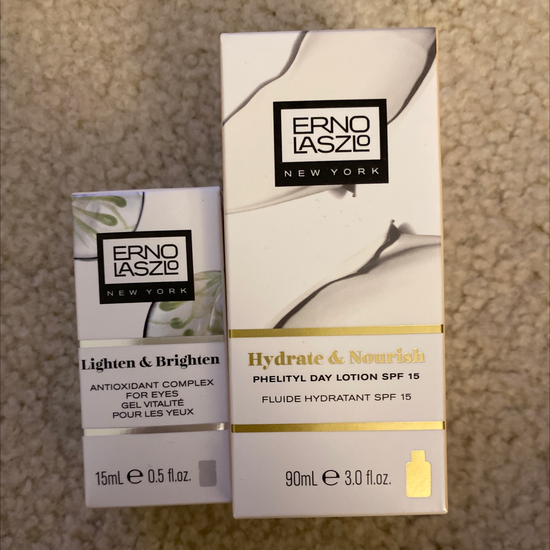 ERNO
LASZLO
NEW YORK
Lighten & Brighten
ANTIOXIDANT COMPLEX
FOR EYES
GEL VITALITÉ
POUR LES YEUX
15mL e 0.5 fl.oz.
ERNO
LASZLO
NEW YORK
Hydrate & Nourish
PHELITYL DAY LOTION SPF 15
FLUIDE HYDRATANT SPF 15
90mL e 3.0 fl.oz.